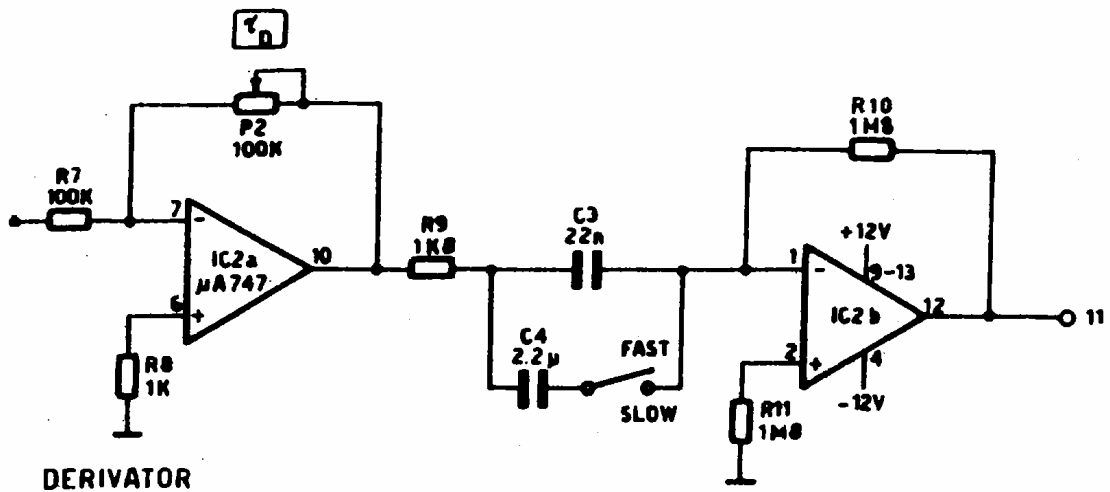 τD
P2
100K
R7
100K
7
-
IC2a
μA747
10
6
+
R8
1K
R9
1K8
C3
22n
C4
2.2μ
FAST
SLOW
R10
1M8
+12V
9-13
1
-
IC2b
12
11
2
+
4
-12V
R11
1M8
DERIVATOR